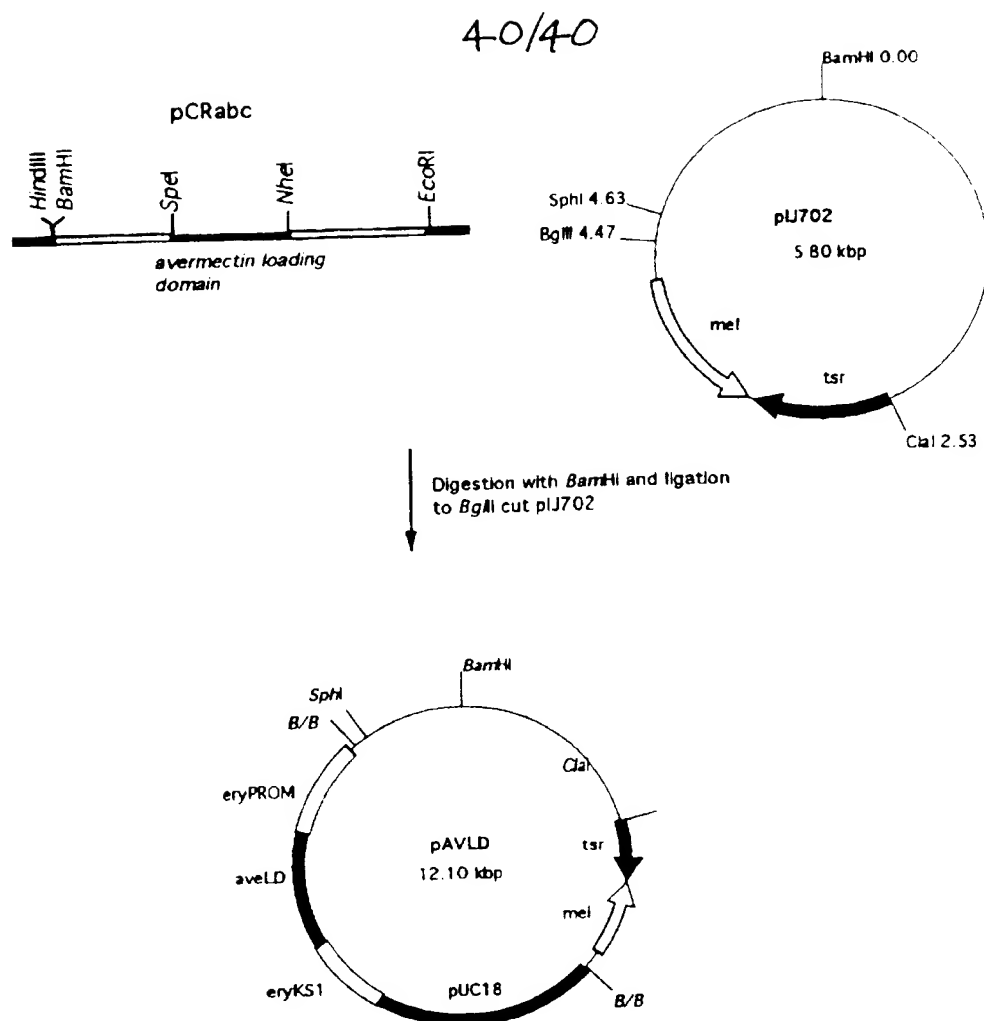 40/40
pCRabc
HindIII
BamHI
SpeI
NheI
EcoRI
avermectin loading
domain
BamHI 0.00
SphI 4.63
BglII 4.47
pIJ702
5.80 kbp
mel
tsr
ClaI 2.53
Digestion with BamHI and ligation
to BglII cut pIJ702
BamHI
SphI
B/B
ClaI
eryPROM
pAVLD
tsr
12.10 kbp
aveLD
mel
eryKS1
pUC18
B/B